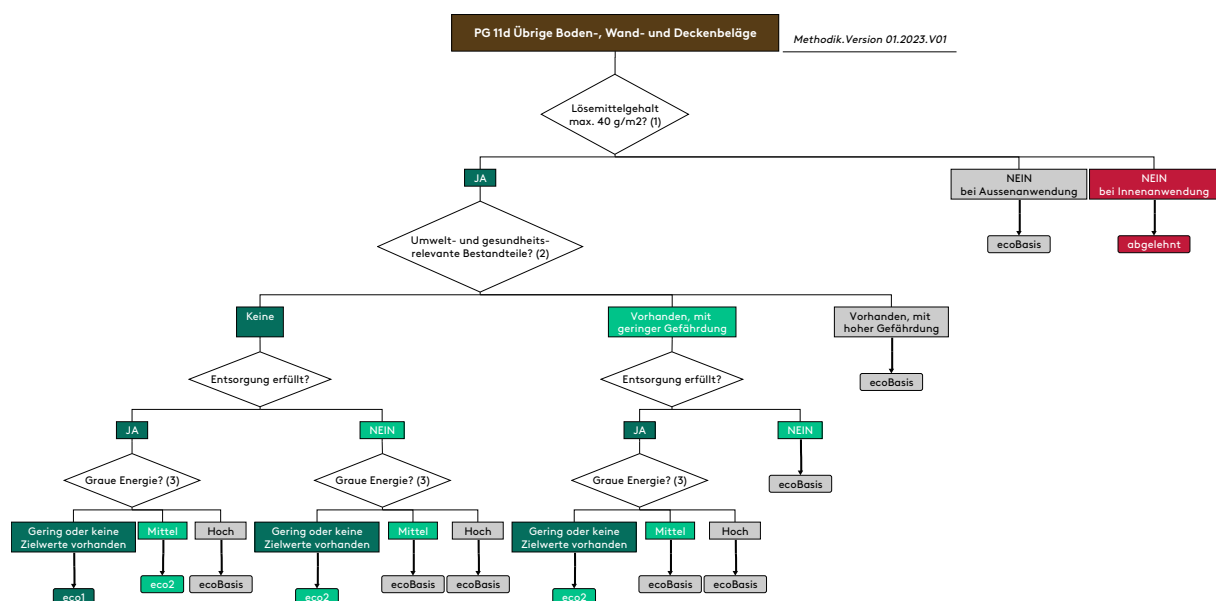 PG 11d Übrige Boden-, Wand- und Deckenbeläge
Methodik.Version 01.2023.V01
Lösemittelgehalt
max. 40 g/m2? (1)
JA
NEIN
bei Aussenanwendung
NEIN
bei Innenanwendung
ecoBasis
abgelehnt
Umwelt- und gesundheits-
relevante Bestandteile? (2)
Keine
Vorhanden, mit
geringer Gefährdung
Vorhanden, mit
hoher Gefährdung
ecoBasis
Entsorgung erfüllt?
Entsorgung erfüllt?
JA
NEIN
JA
NEIN
ecoBasis
Graue Energie? (3)
Graue Energie? (3)
Graue Energie? (3)
Gering oder keine
Zielwerte vorhanden
Mittel
Hoch
Gering oder keine
Zielwerte vorhanden
Mittel
Hoch
Gering oder keine
Zielwerte vorhanden
Mittel
Hoch
eco1
eco2
ecoBasis
eco2
ecoBasis
ecoBasis
eco2
ecoBasis
ecoBasis